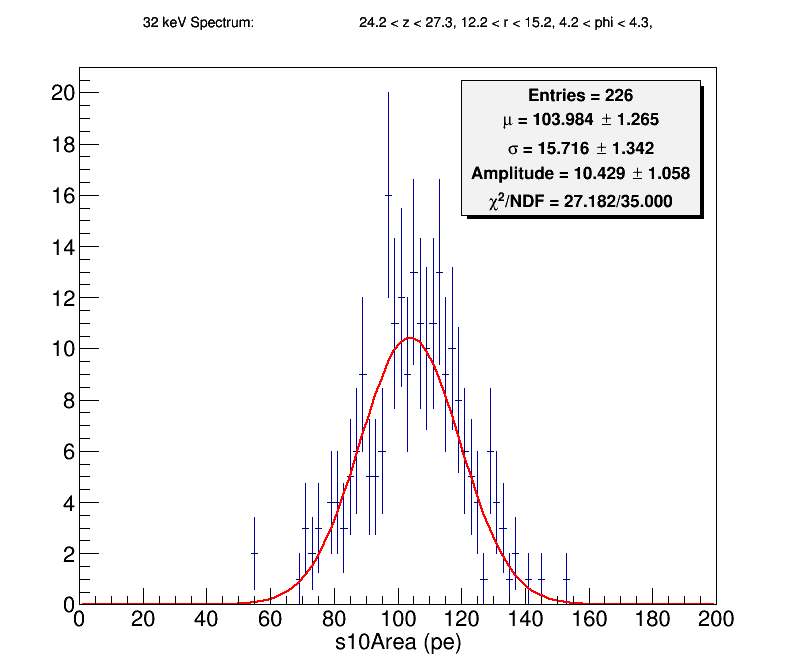 32 keV Spectrum: 24.2 < z < 27.3, 12.2 < r < 15.2, 4.2 < phi < 4.3,
Entries = 226
μ = 103.984 ± 1.265
σ = 15.716 ± 1.342
Amplitude = 10.429 ± 1.058
χ²/NDF = 27.182/35.000
20
18
16
14
12
10
8
6
4
2
0
0 20 40 60 80 100 120 140 160 180 200
s10Area (pe)